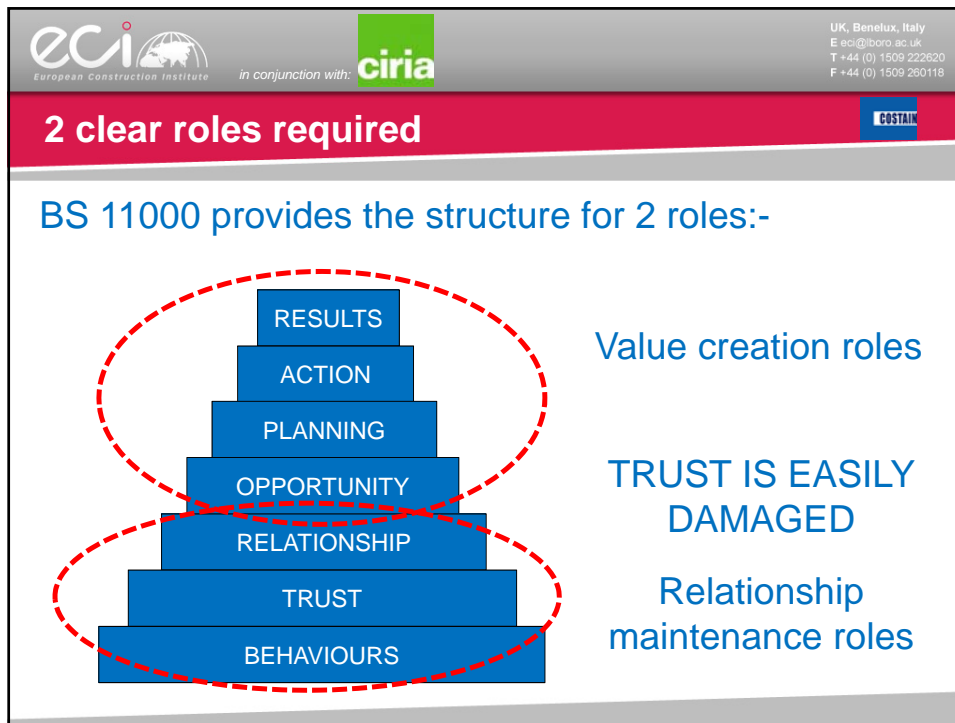 eci
European Construction Institute
in conjunction with: ciria
UK, Benelux, Italy
E eci@lboro.ac.uk
T +44 (0) 1509 222620
F +44 (0) 1509 260118
2 clear roles required
COSTAIN
BS 11000 provides the structure for 2 roles:-
RESULTS
ACTION
PLANNING
OPPORTUNITY
RELATIONSHIP
TRUST
BEHAVIOURS
Value creation roles
TRUST IS EASILY
DAMAGED
Relationship
maintenance roles